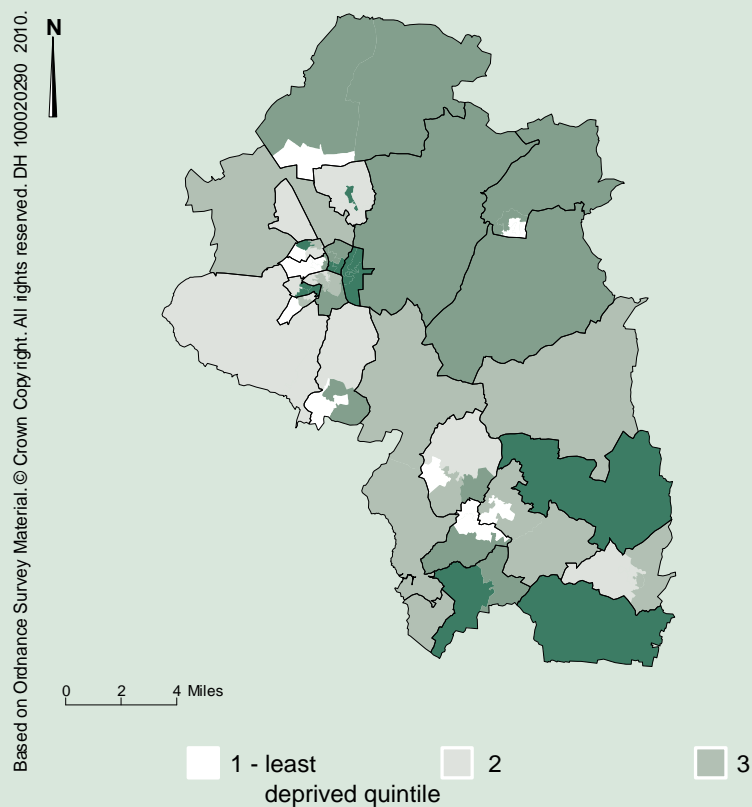 Based on Ordnance Survey Material. © Crown Copyright. All rights reserved. DH 100020290 2010.
N
0 2 4 Miles
1 - least
deprived quintile
2
3